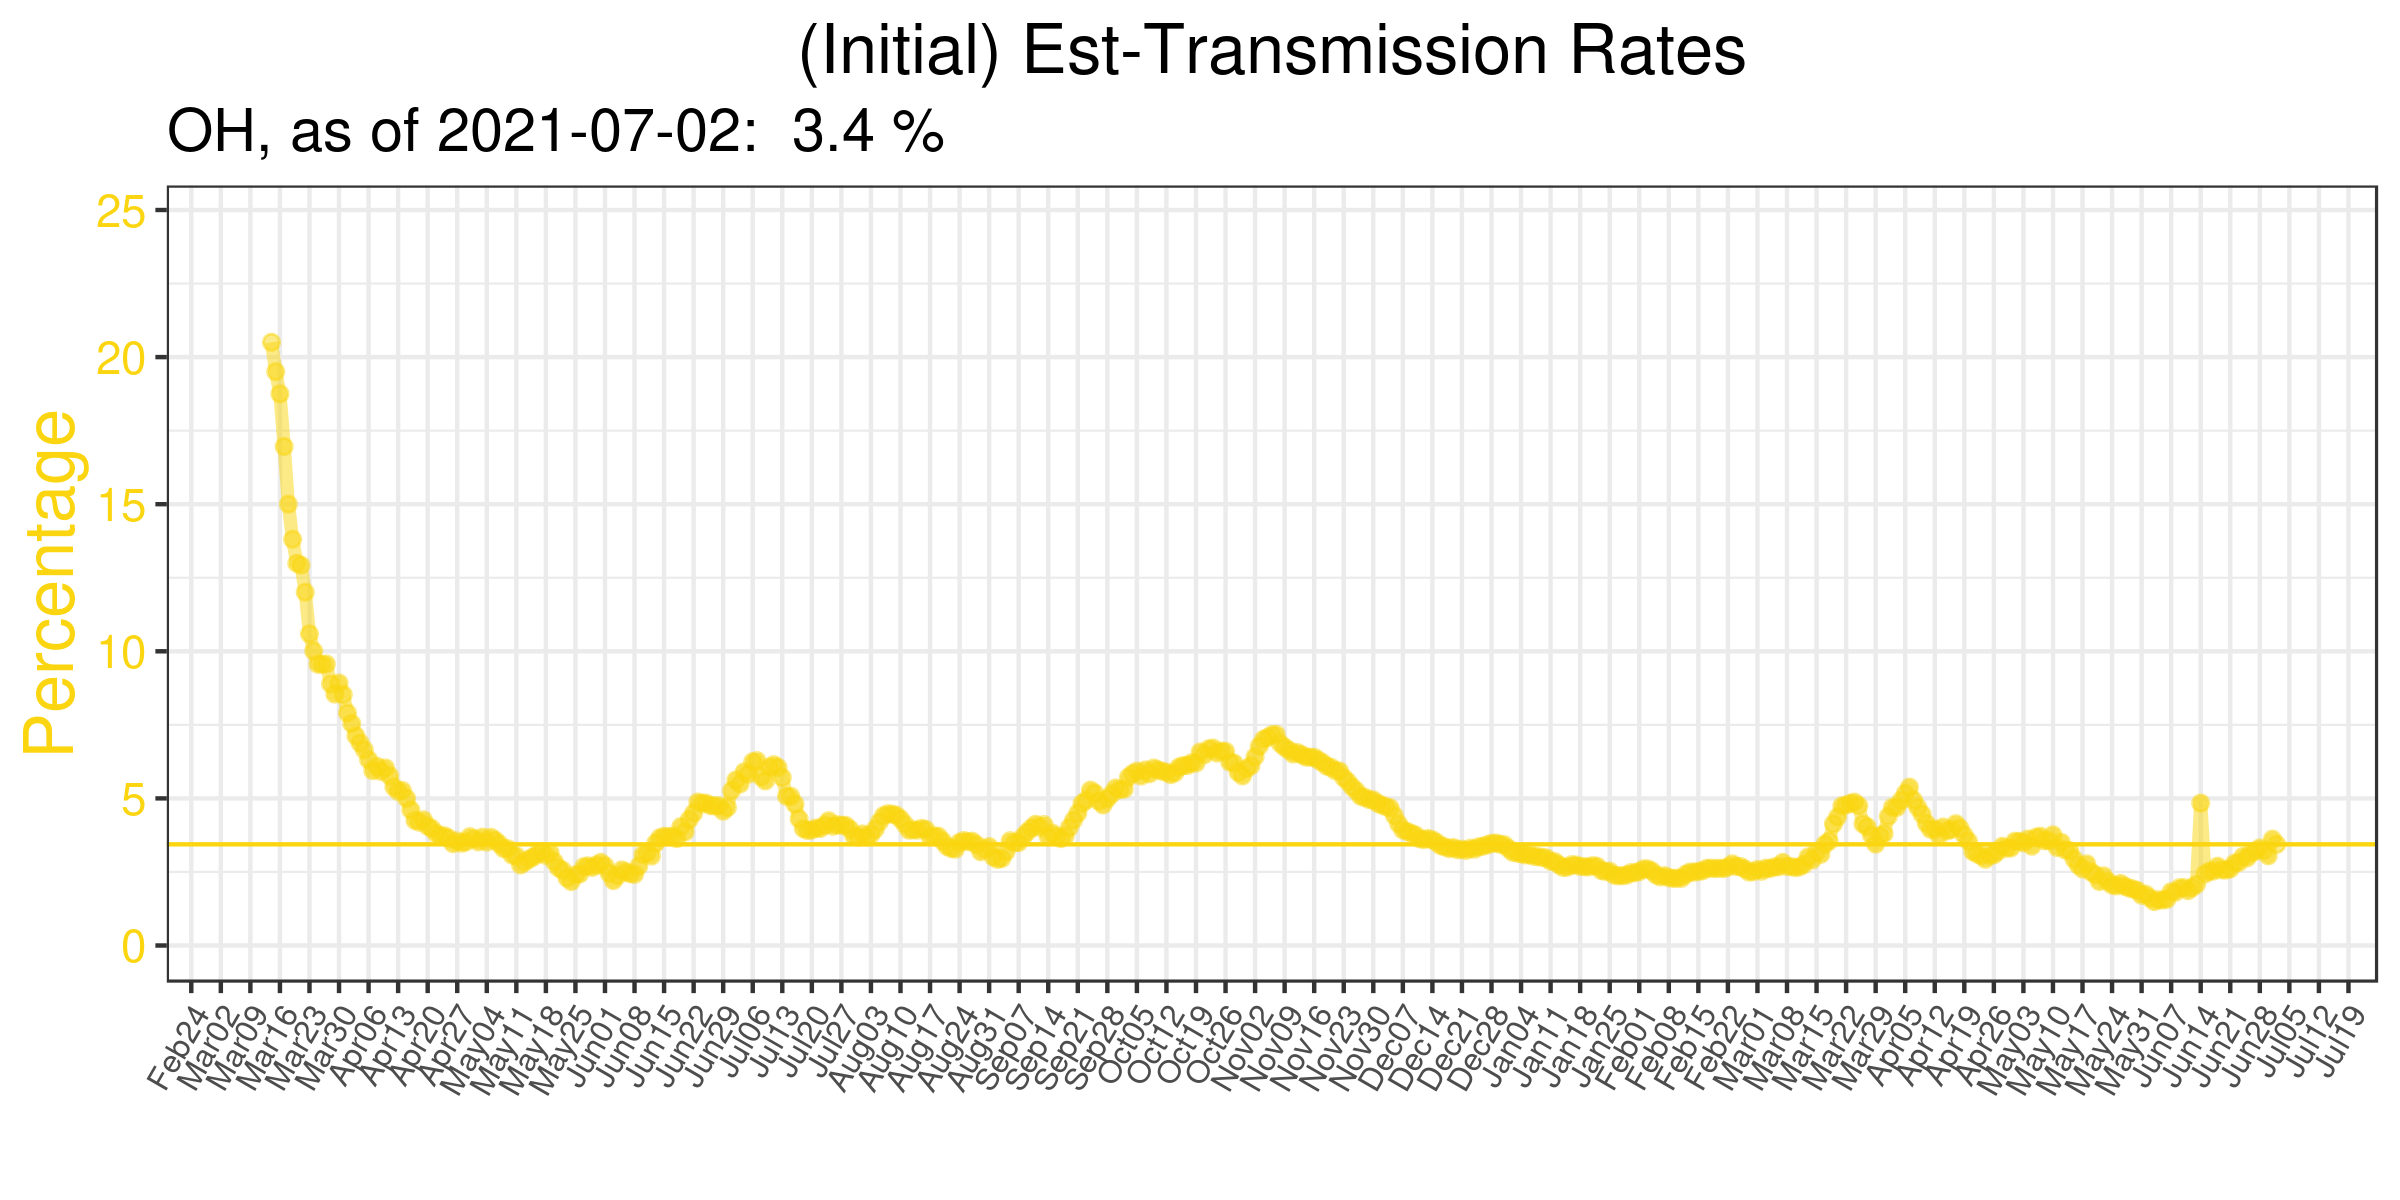 (Initial) Est-Transmission Rates
OH, as of 2021-07-02:  3.4 %
Percentage
25
20
15
10
5
0
Feb24
Mar02
Mar09
Mar16
Mar23
Mar30
Apr06
Apr13
Apr20
Apr27
May04
May11
May18
May25
Jun01
Jun08
Jun15
Jun22
Jun29
Jul06
Jul13
Jul20
Jul27
Aug03
Aug10
Aug17
Aug24
Aug31
Sep07
Sep14
Sep21
Sep28
Oct05
Oct12
Oct19
Oct26
Nov02
Nov09
Nov16
Nov23
Nov30
Dec07
Dec14
Dec21
Dec28
Jan04
Jan11
Jan18
Jan25
Feb01
Feb08
Feb15
Feb22
Mar01
Mar08
Mar15
Mar22
Mar29
Apr05
Apr12
Apr19
Apr26
May03
May10
May17
May24
May31
Jun07
Jun14
Jun21
Jun28
Jul05
Jul12
Jul19